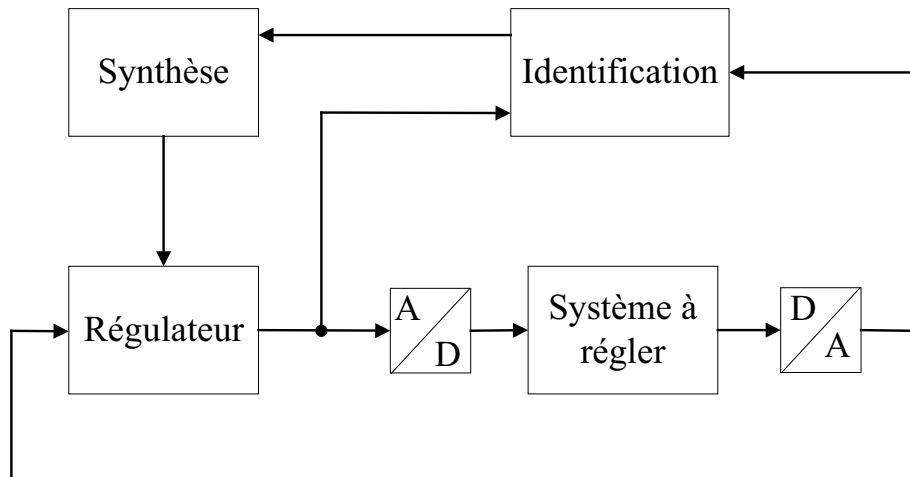 Synthèse
Identification
Régulateur
A
D
Système à
régler
D
A